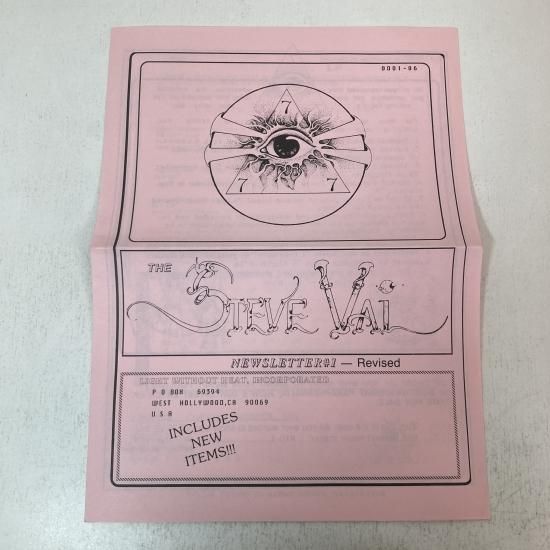 0001-96
7
7 7
THE
STEVE VAI
NEWSLETTER#1 — Revised
LIGHT WITHOUT HEAT, INCORPORATED
P O BOX 69394
WEST HOLLYWOOD,CA 90069
U S A
INCLUDES
NEW
ITEMS!!!